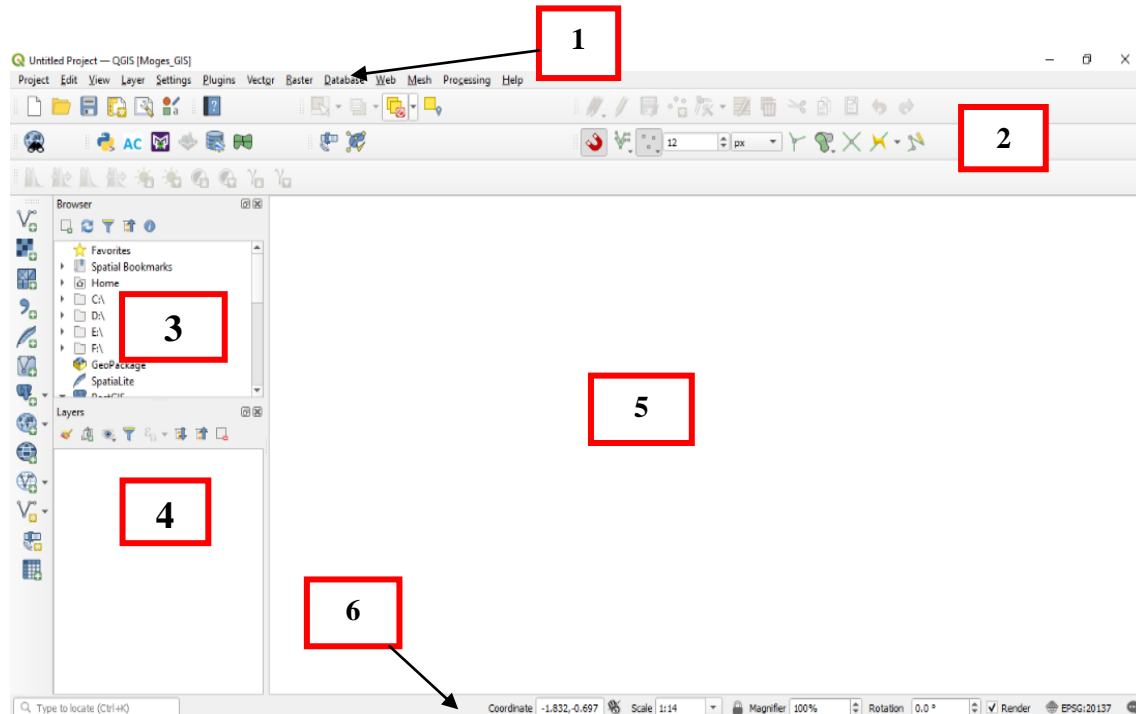 1
Untitled Project — QGIS [Moges_GIS]
Project Edit View Layer Settings Plugins Vector Raster Database Web Mesh Processing Help
2
AC
12 px
Browser
Favorites
Spatial Bookmarks
Home
C:\
D:\
E:\
F:\
3
GeoPackage
SpatiaLite
PostGIS
Layers
4
5
6
Type to locate (Ctrl+K) Coordinate -1.832,-0.697 Scale 1:14 Magnifier 100% Rotation 0.0 ° Render EPSG:20137